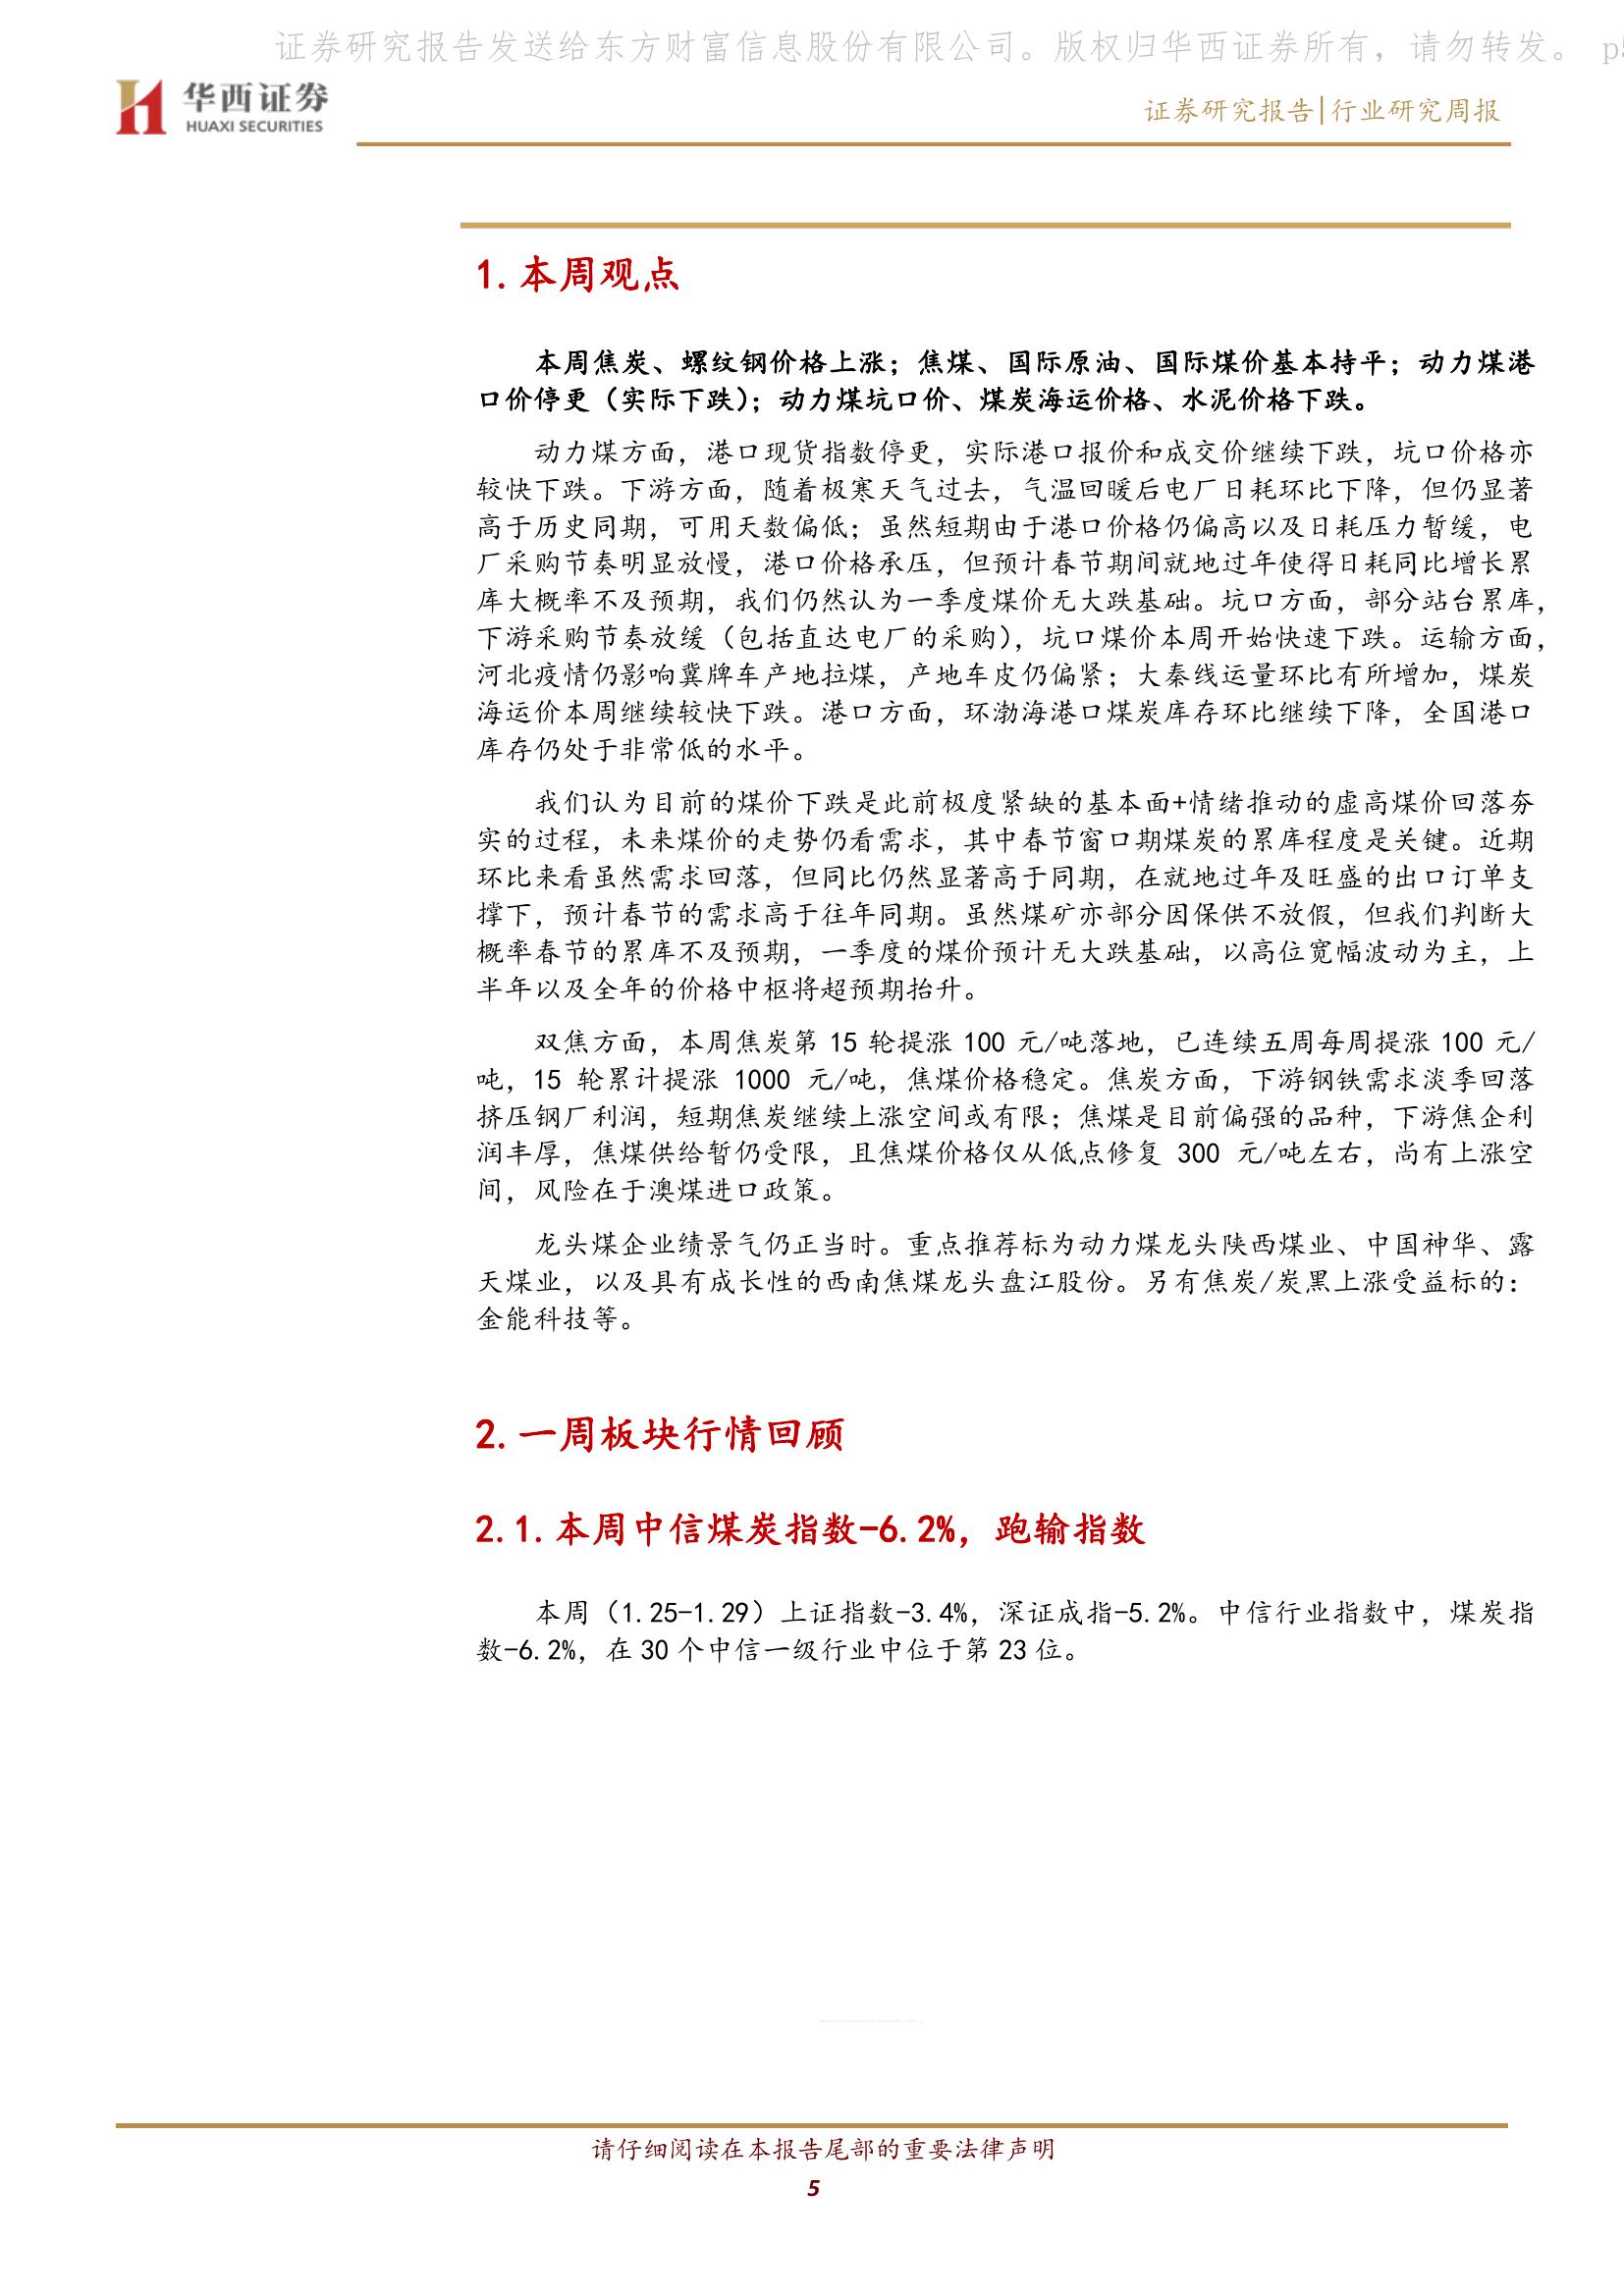 证券研究报告发送给东方财富信息股份有限公司。版权归华西证券所有，请勿转发。 p5
华西证券
HUAXI SECURITIES
证券研究报告|行业研究周报
1.本周观点
本周焦炭、螺纹钢价格上涨；焦煤、国际原油、国际煤价基本持平；动力煤港
口价停更（实际下跌）；动力煤坑口价、煤炭海运价格、水泥价格下跌。
动力煤方面，港口现货指数停更，实际港口报价和成交价继续下跌，坑口价格亦
较快下跌。下游方面，随着极寒天气过去，气温回暖后电厂日耗环比下降，但仍显著
高于历史同期，可用天数偏低；虽然短期由于港口价格仍偏高以及日耗压力暂缓，电
厂采购节奏明显放慢，港口价格承压，但预计春节期间就地过年使得日耗同比增长累
库大概率不及预期，我们仍然认为一季度煤价无大跌基础。坑口方面，部分站台累库，
下游采购节奏放缓（包括直达电厂的采购），坑口煤价本周开始快速下跌。运输方面，
河北疫情仍影响冀牌车产地拉煤，产地车皮仍偏紧；大秦线运量环比有所增加，煤炭
海运价本周继续较快下跌。港口方面，环渤海港口煤炭库存环比继续下降，全国港口
库存仍处于非常低的水平。
我们认为目前的煤价下跌是此前极度紧缺的基本面+情绪推动的虚高煤价回落夯
实的过程，未来煤价的走势仍看需求，其中春节窗口期煤炭的累库程度是关键。近期
环比来看虽然需求回落，但同比仍然显著高于同期，在就地过年及旺盛的出口订单支
撑下，预计春节的需求高于往年同期。虽然煤矿亦部分因保供不放假，但我们判断大
概率春节的累库不及预期，一季度的煤价预计无大跌基础，以高位宽幅波动为主，上
半年以及全年的价格中枢将超预期抬升。
双焦方面，本周焦炭第 15 轮提涨 100 元/吨落地，已连续五周每周提涨 100 元/
吨，15 轮累计提涨 1000 元/吨，焦煤价格稳定。焦炭方面，下游钢铁需求淡季回落
挤压钢厂利润，短期焦炭继续上涨空间或有限；焦煤是目前偏强的品种，下游焦企利
润丰厚，焦煤供给暂仍受限，且焦煤价格仅从低点修复 300 元/吨左右，尚有上涨空
间，风险在于澳煤进口政策。
龙头煤企业绩景气仍正当时。重点推荐标为动力煤龙头陕西煤业、中国神华、露
天煤业，以及具有成长性的西南焦煤龙头盘江股份。另有焦炭/炭黑上涨受益标的：
金能科技等。
2.一周板块行情回顾
2.1.本周中信煤炭指数-6.2%，跑输指数
本周（1.25-1.29）上证指数-3.4%，深证成指-5.2%。中信行业指数中，煤炭指
数-6.2%，在 30 个中信一级行业中位于第 23 位。
请仔细阅读在本报告尾部的重要法律声明
5